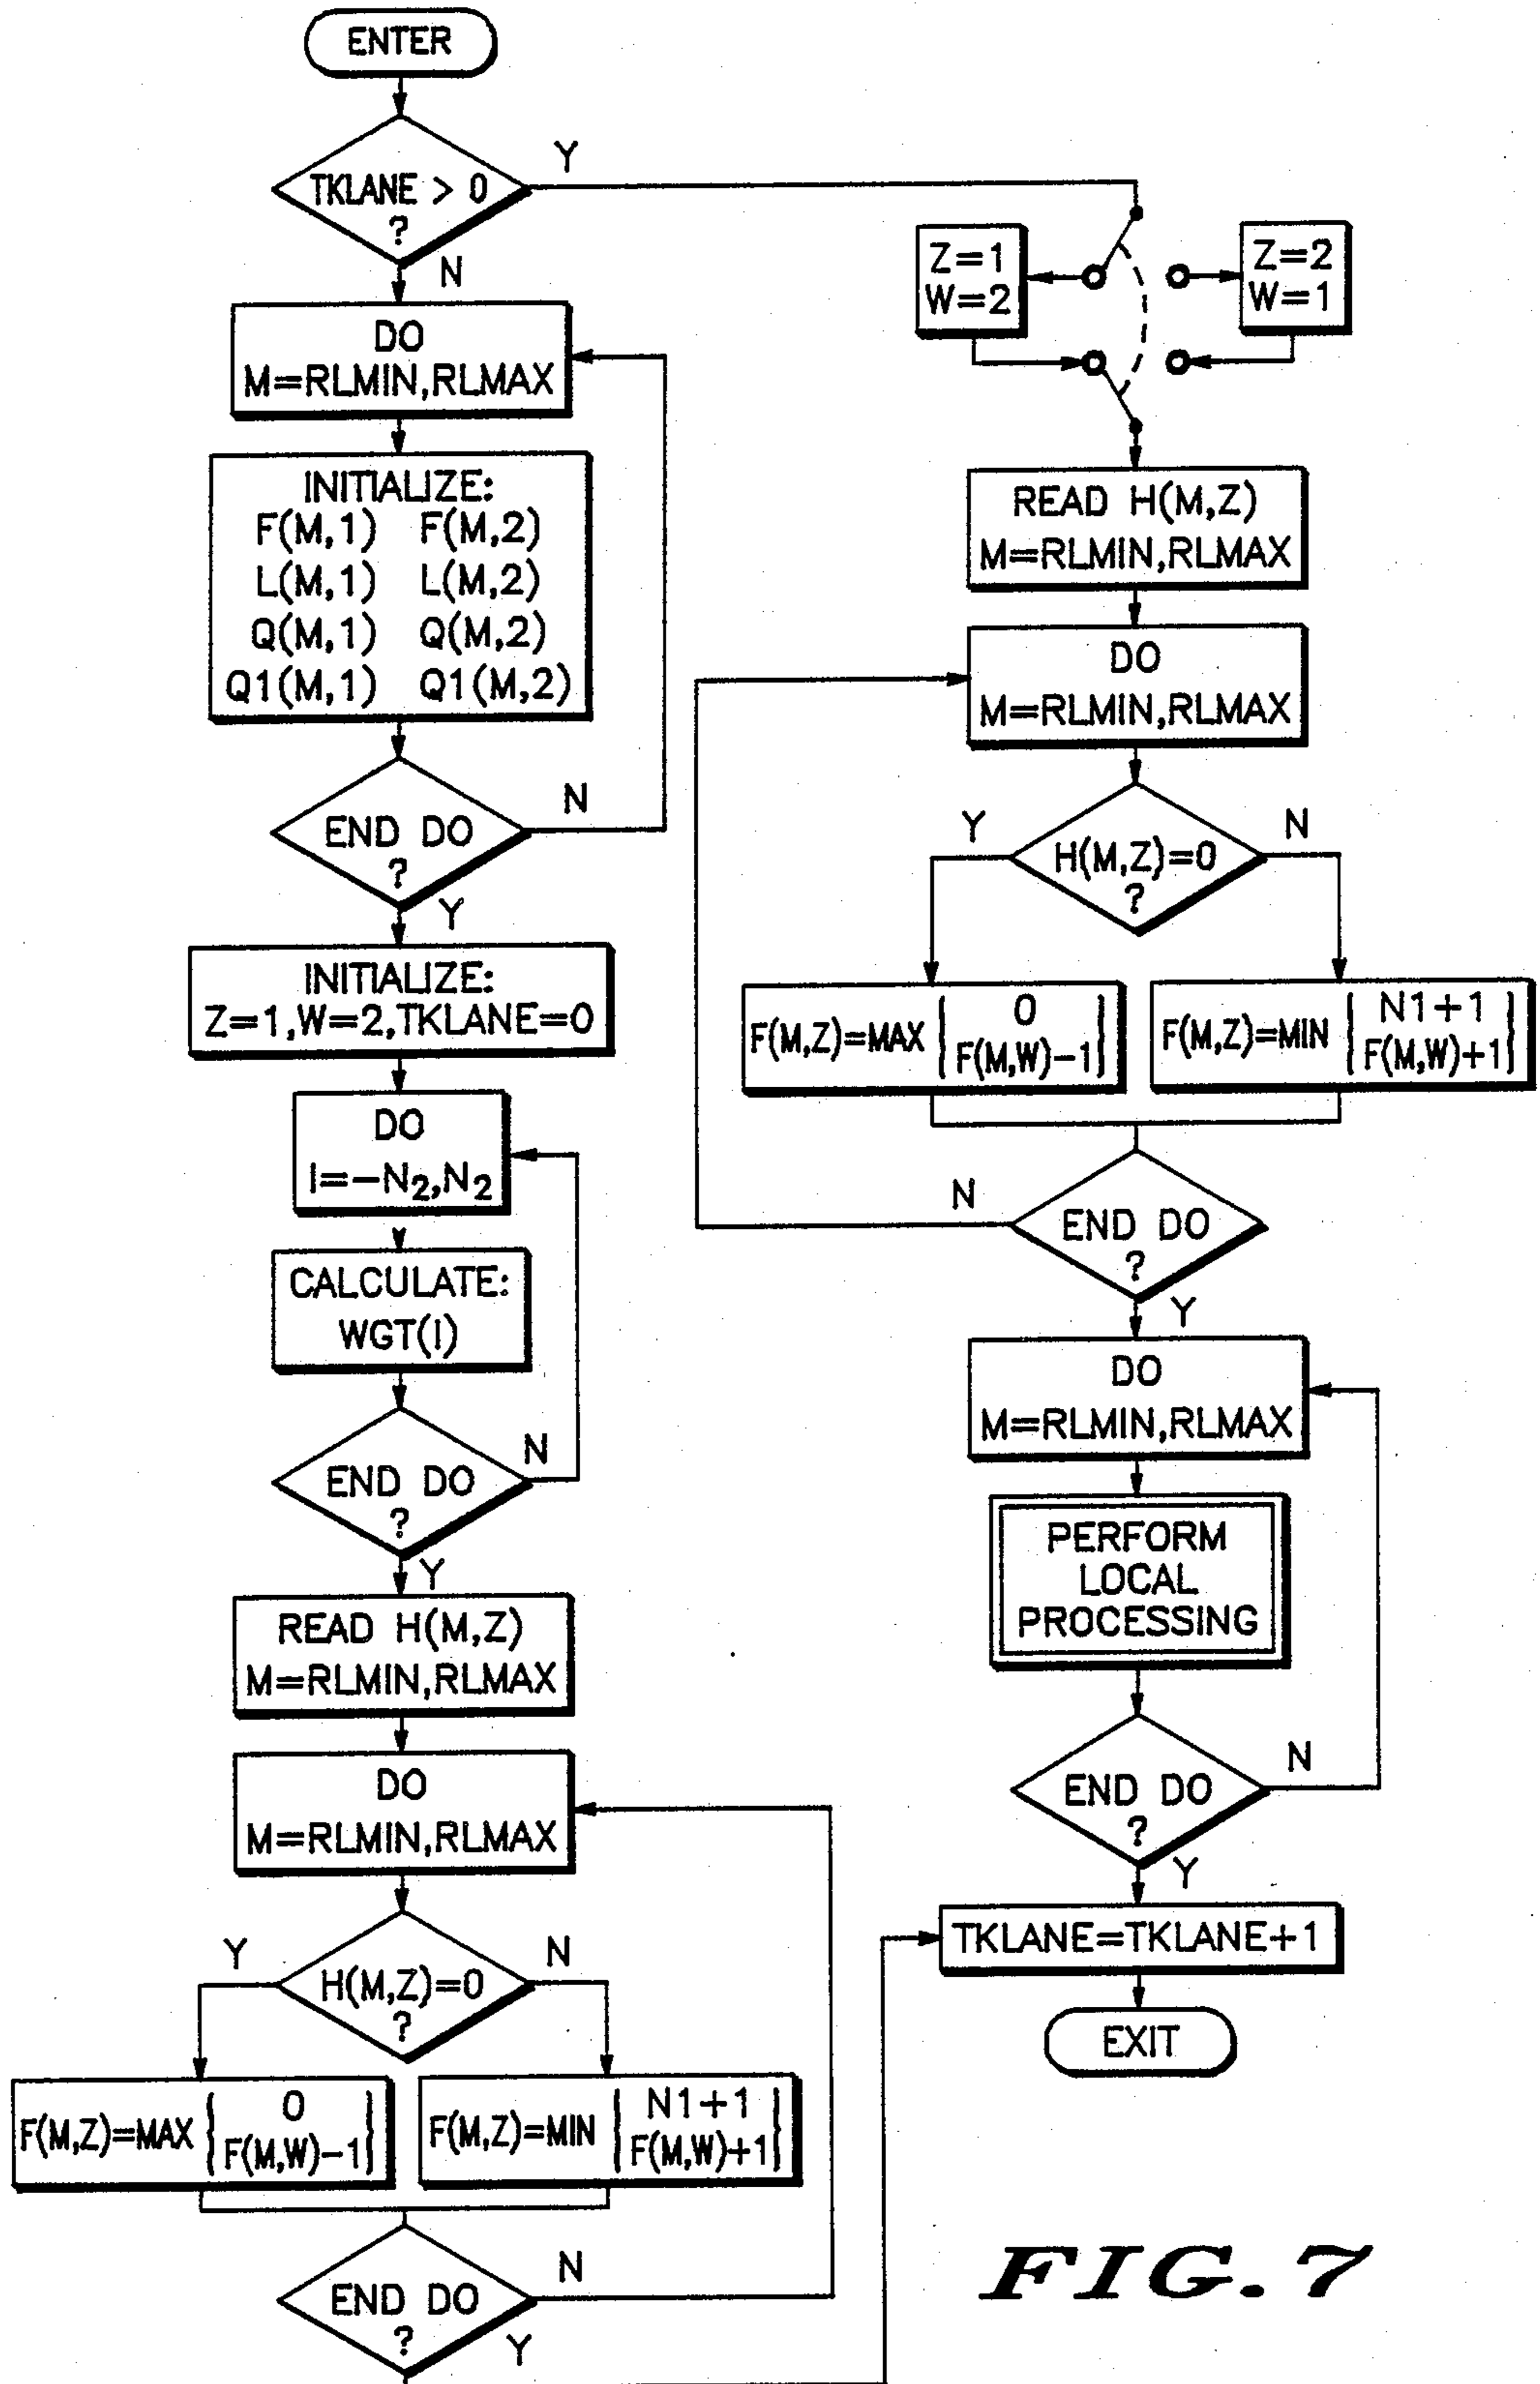 ENTER
TKLANE > 0
?
Y
N
DO
M=RLMIN,RLMAX
INITIALIZE:
F(M,1) F(M,2)
L(M,1) L(M,2)
Q(M,1) Q(M,2)
Q1(M,1) Q1(M,2)
END DO
?
N
Y
INITIALIZE:
Z=1,W=2,TKLANE=0
DO
I=-N₂,N₂
CALCULATE:
WGT(I)
END DO
?
N
Y
READ H(M,Z)
M=RLMIN,RLMAX
DO
M=RLMIN,RLMAX
H(M,Z)=0
?
Y
N
F(M,Z)=MAX { 0
F(M,W)-1 }
F(M,Z)=MIN { N1+1
F(M,W)+1 }
END DO
?
N
Y
Z=1
W=2
Z=2
W=1
READ H(M,Z)
M=RLMIN,RLMAX
DO
M=RLMIN,RLMAX
H(M,Z)=0
?
Y
N
F(M,Z)=MAX { 0
F(M,W)-1 }
F(M,Z)=MIN { N1+1
F(M,W)+1 }
END DO
?
N
Y
DO
M=RLMIN,RLMAX
PERFORM
LOCAL
PROCESSING
END DO
?
N
Y
TKLANE=TKLANE+1
EXIT
FIG. 7